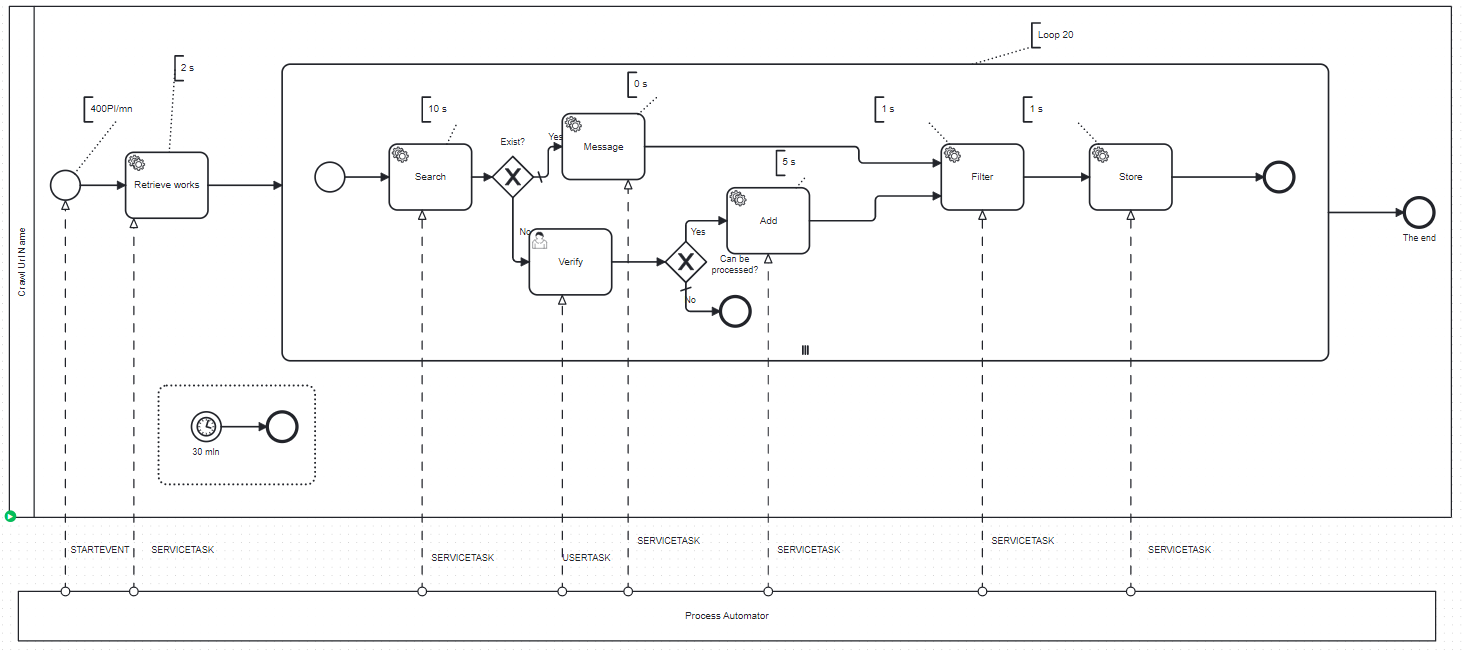 Crawl Url Name
400PI/mn
2 s
Loop 20
10 s
0 s
1 s
1 s
5 s
Retrieve works
Search
Exist?
Yes
Message
No
Verify
Yes
Add
Can be
processed?
No
Filter
Store
The end
30 mln
STARTEVENT
SERVICETASK
SERVICETASK
USERTASK
SERVICETASK
SERVICETASK
SERVICETASK
SERVICETASK
Process Automator